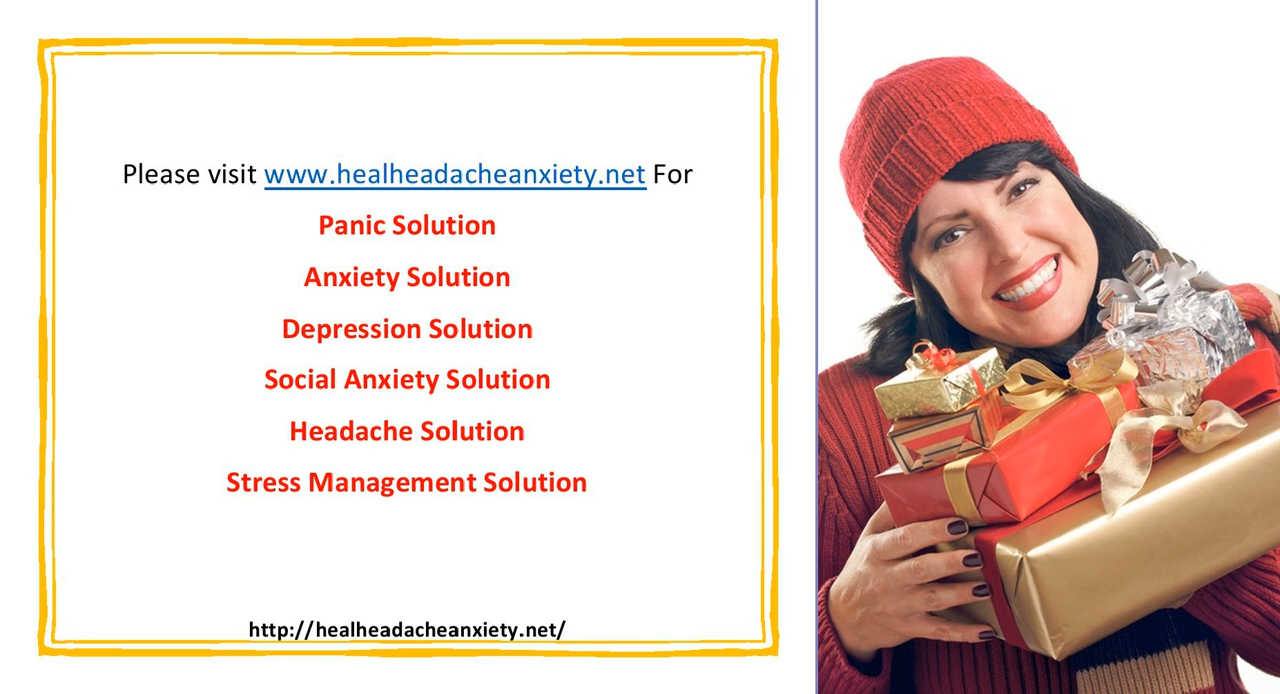 Please visit www.healheadacheanxiety.net For
Panic Solution
Anxiety Solution
Depression Solution
Social Anxiety Solution
Headache Solution
Stress Management Solution
http://healheadacheanxiety.net/